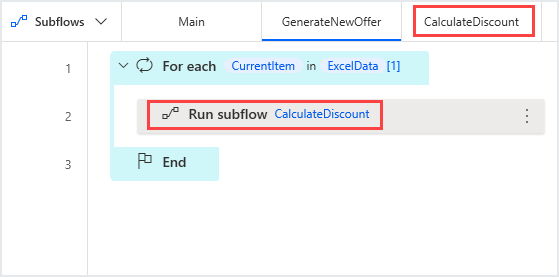 Subflows Main GenerateNewOffer CalculateDiscount
1 For each CurrentItem in ExcelData [1]
2 Run subflow CalculateDiscount
3 End